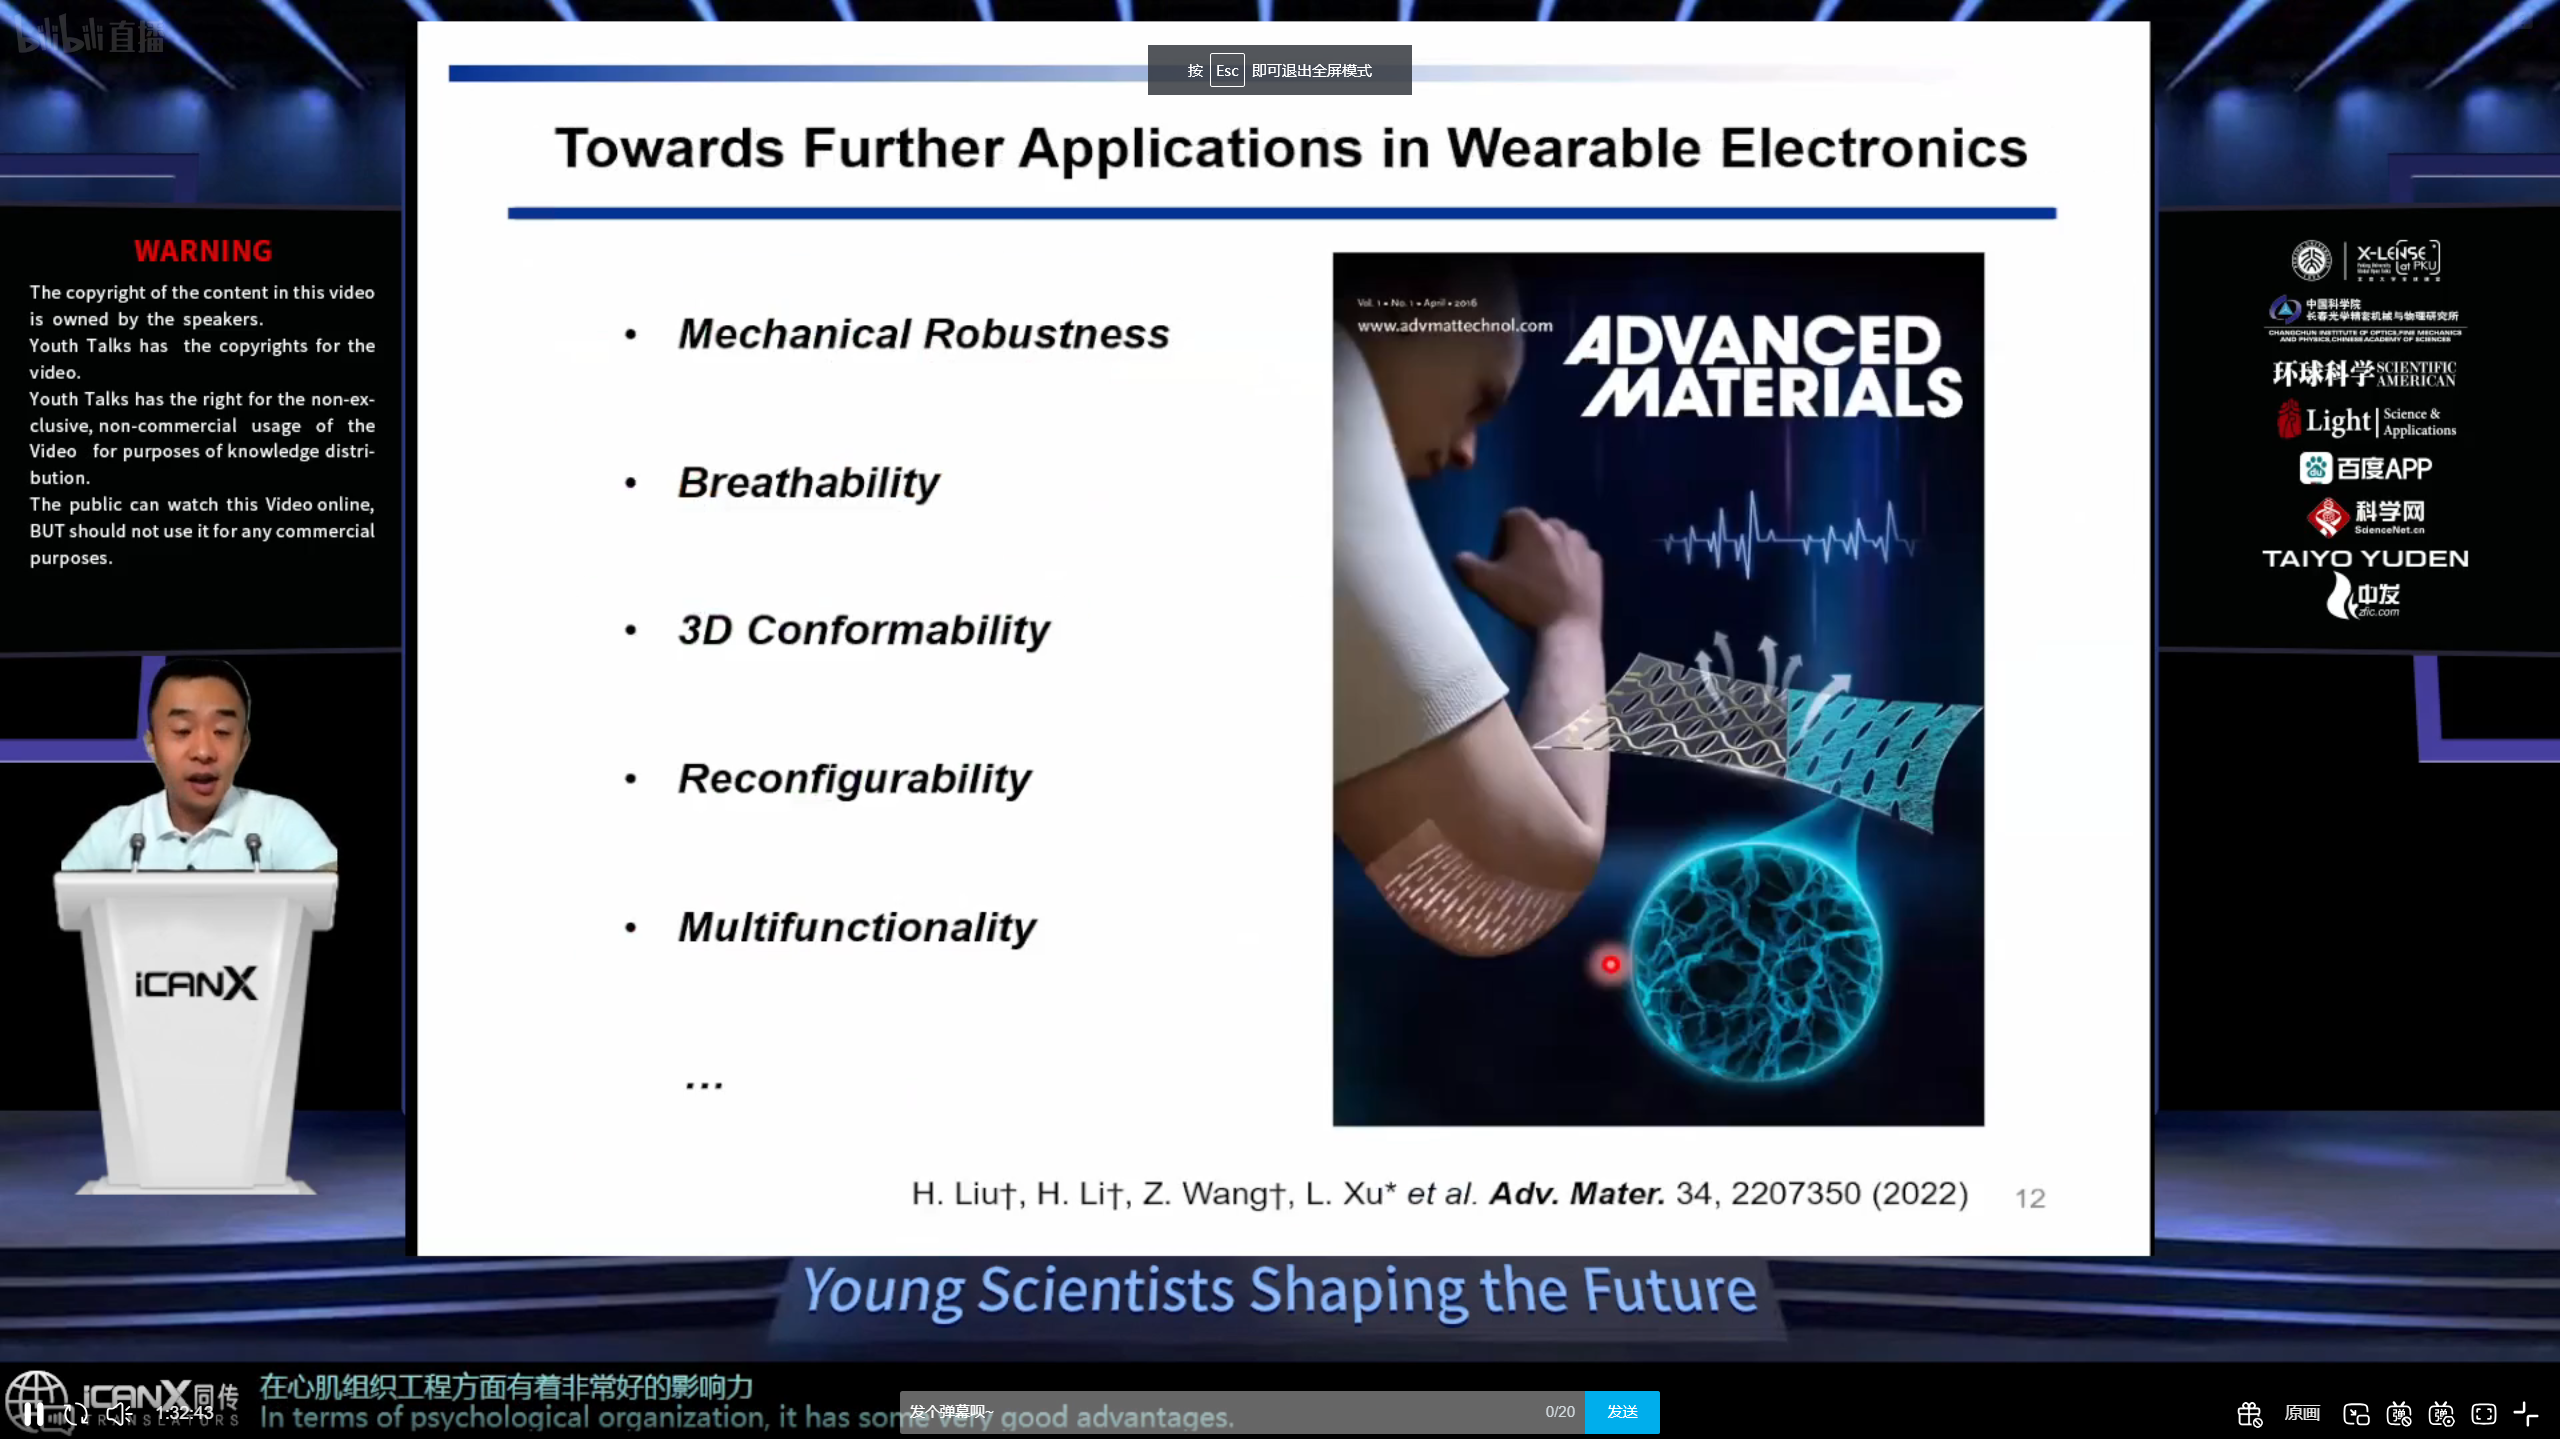 bilibili 直播
按 Esc 即可退出全屏模式
Towards Further Applications in Wearable Electronics
• Mechanical Robustness
• Breathability
• 3D Conformability
• Reconfigurability
• Multifunctionality
...
Vol. 1 • No. 1 • April • 2016
www.advmattechnol.com
ADVANCED
MATERIALS
H. Liu†, H. Li†, Z. Wang†, L. Xu* et al. Adv. Mater. 34, 2207350 (2022)
12
WARNING
The copyright of the content in this video
is owned by the speakers.
Youth Talks has the copyrights for the
video.
Youth Talks has the right for the non-ex-
clusive, non-commercial usage of the
Video for purposes of knowledge distri-
bution.
The public can watch this Video online,
BUT should not use it for any commercial
purposes.
iCANX
X-LENSE
at PKU
中国科学院
长春光学精密机械与物理研究所
CHANGCHUN INSTITUTE OF OPTICS,FINE MECHANICS
AND PHYSICS,CHINESE ACADEMY OF SCIENCES
环球科学 SCIENTIFIC
AMERICAN
Light Science &
Applications
du 百度APP
科学网
ScienceNet.cn
TAIYO YUDEN
中发
zfic.com
Young Scientists Shaping the Future
iCANX同传
TRANSLATORS
1:32:43
在心肌组织工程方面有着非常好的影响力
In terms of psychological organization, it has some very good advantages.
发个弹幕呗~
0/20
发送
原画
弹
弹